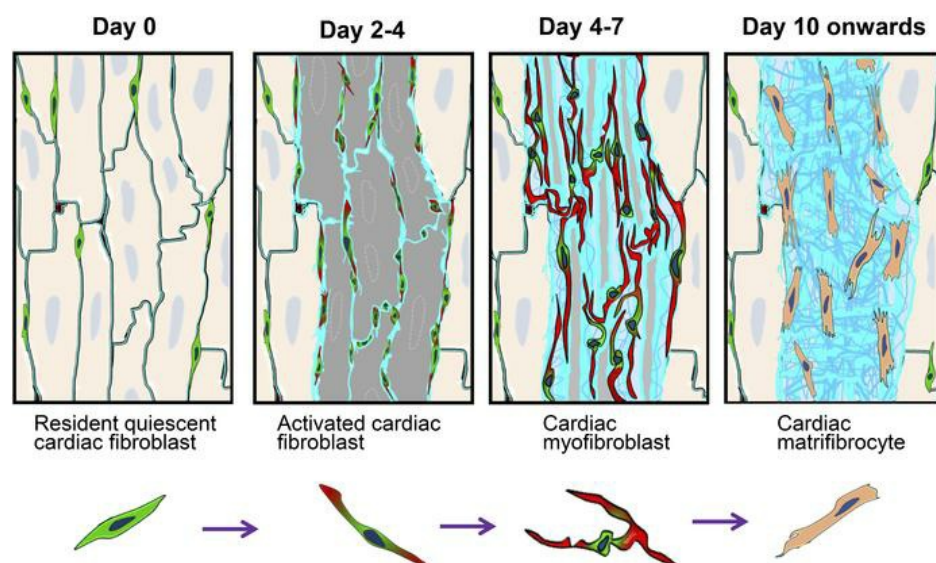 Day 0
Day 2-4
Day 4-7
Day 10 onwards
Resident quiescent
cardiac fibroblast
Activated cardiac
fibroblast
Cardiac
myofibroblast
Cardiac
matrifibrocyte